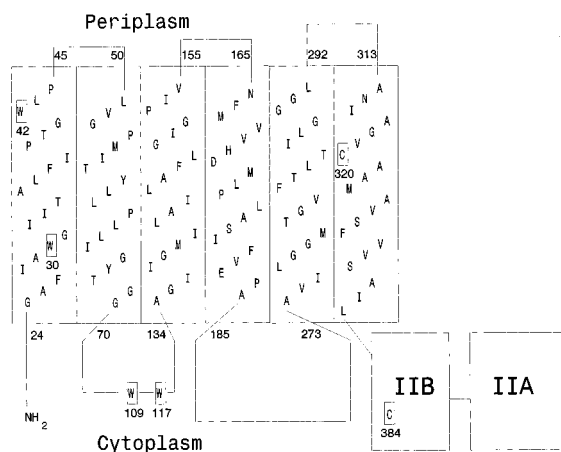 Periplasm
45 50 155 165 292 313
W L P
42
P T G
A L F I
I I T
I A W G
30
G A F
G V L
T I M P
L L Y
I L L P
T Y G
G G
P I V
G I G
L A F L
L A I
G I M I
A G I
M F N
D H V V
P L M
I S A L
E V F
A P
G G L
I L G
F T L T
T G V
L G G M
A V I
I N A
C V G A
320
M A A
F S V A
S V V
L I A
24 70 134 185 273
NH2
W W
109 117
IIB IIA
C
384
Cytoplasm